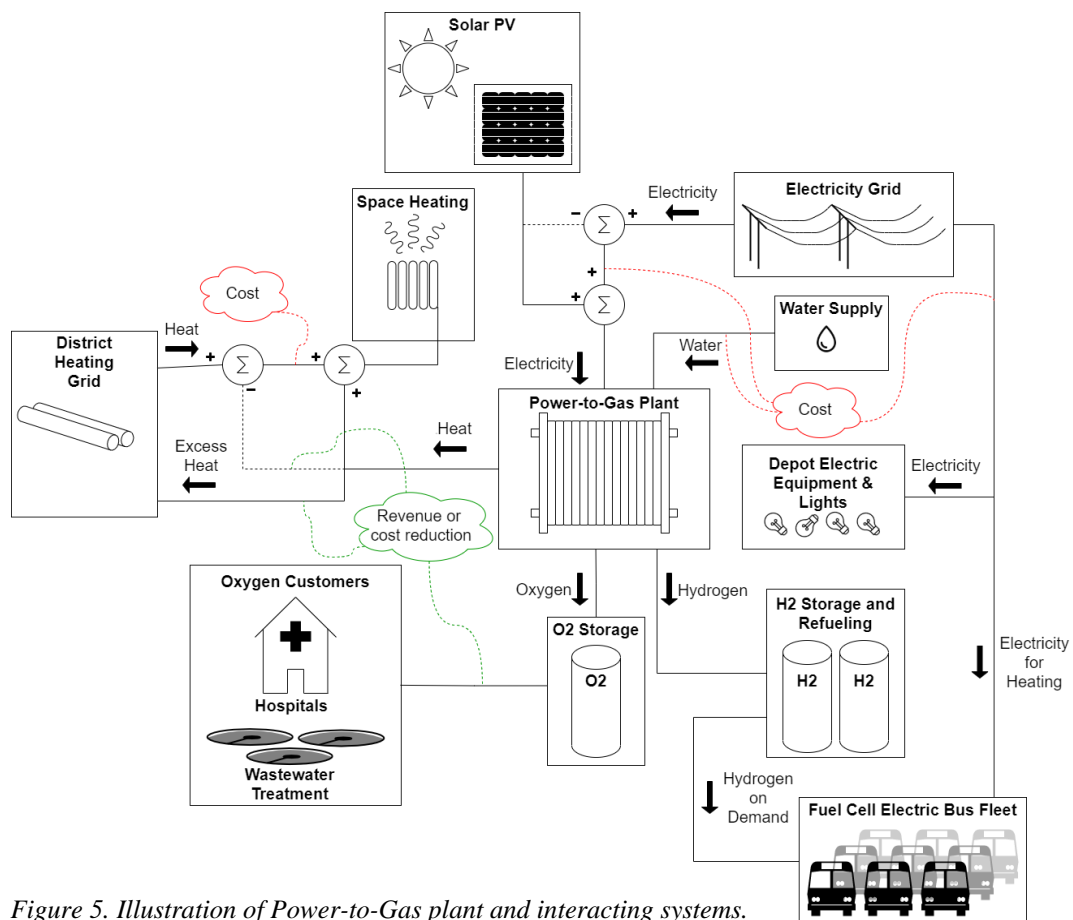 Solar PV
Space Heating
Electricity
Electricity Grid
-
Σ
+
+
+
Σ
Cost
Water Supply
District
Heating
Grid
Heat
+
Σ
-
+
Σ
+
Electricity
Water
Cost
Power-to-Gas Plant
Heat
Excess
Heat
Depot Electric
Equipment &
Lights
Electricity
Revenue or
cost reduction
Oxygen Customers
Hospitals
Wastewater
Treatment
Oxygen
Hydrogen
O2 Storage
O2
H2 Storage and
Refueling
H2 H2
Electricity
for
Heating
Hydrogen
on
Demand
Fuel Cell Electric Bus Fleet
Figure 5. Illustration of Power-to-Gas plant and interacting systems.